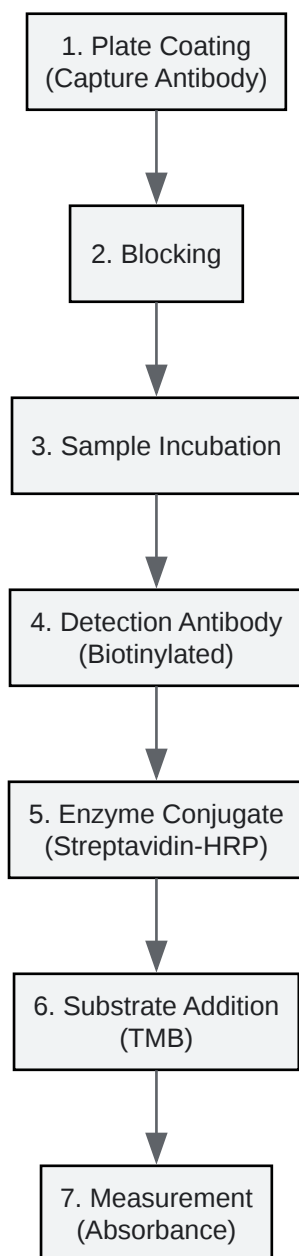 1. Plate Coating
(Capture Antibody)
2. Blocking
3. Sample Incubation
4. Detection Antibody
(Biotinylated)
5. Enzyme Conjugate
(Streptavidin-HRP)
6. Substrate Addition
(TMB)
7. Measurement
(Absorbance)